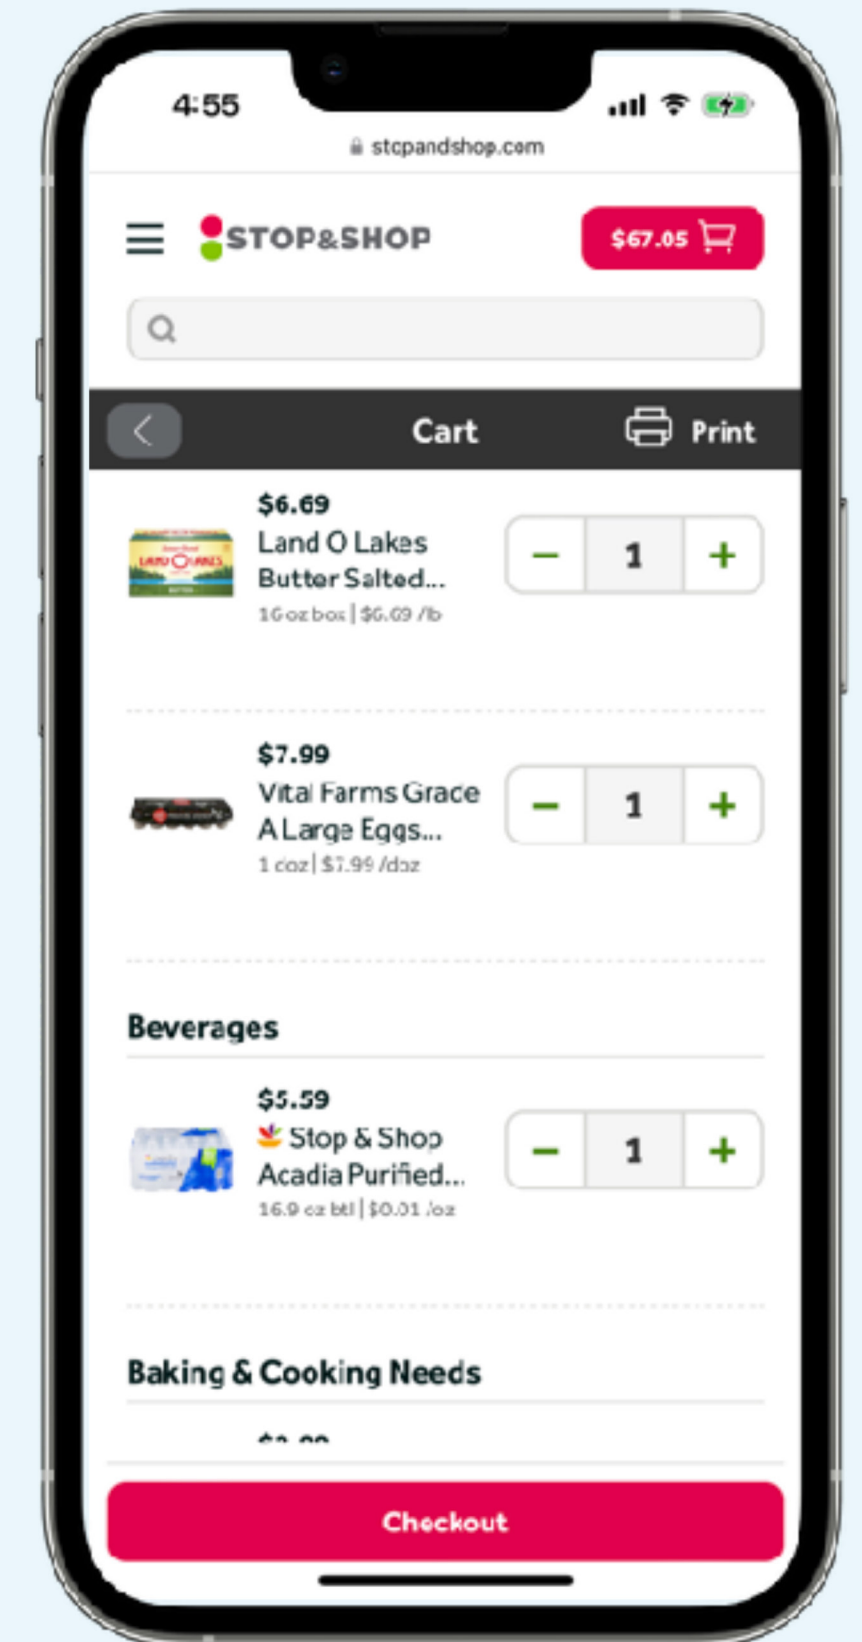 4:55
stopandshop.com
STOP&SHOP
$67.05
Cart
Print
$6.69
Land O Lakes
Butter Salted...
16 oz box | $6.69 /lb
LAND O LAKES
$7.99
Vital Farms Grade
A Large Eggs...
1 doz | $7.99 /doz
1
1
Beverages
$5.59
Stop & Shop
Acadia Purified...
16.9 oz btl | $0.01 /oz
1
Baking & Cooking Needs
Checkout